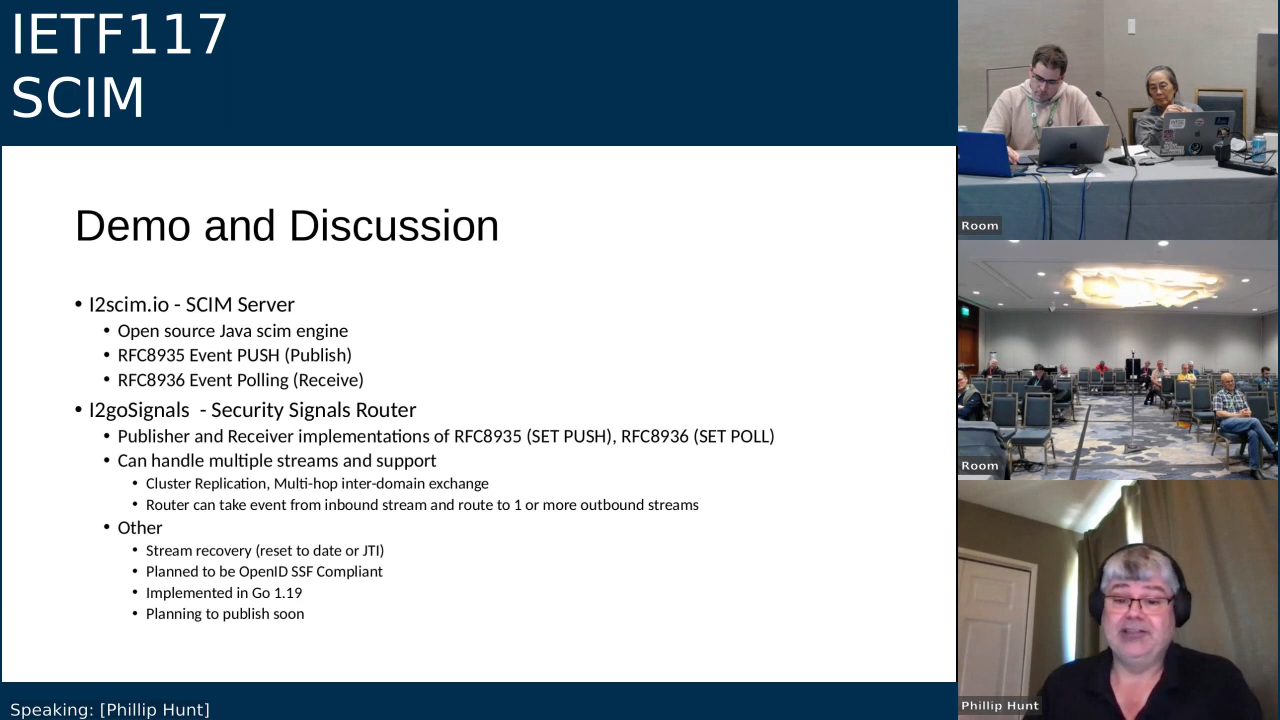 IETF117
SCIM
Demo and Discussion
• I2scim.io - SCIM Server
• Open source Java scim engine
• RFC8935 Event PUSH (Publish)
• RFC8936 Event Polling (Receive)
• I2goSignals  - Security Signals Router
• Publisher and Receiver implementations of RFC8935 (SET PUSH), RFC8936 (SET POLL)
• Can handle multiple streams and support
• Cluster Replication, Multi-hop inter-domain exchange
• Router can take event from inbound stream and route to 1 or more outbound streams
• Other
• Stream recovery (reset to date or JTI)
• Planned to be OpenID SSF Compliant
• Implemented in Go 1.19
• Planning to publish soon
Speaking: [Phillip Hunt]
Room
Room
Phillip Hunt